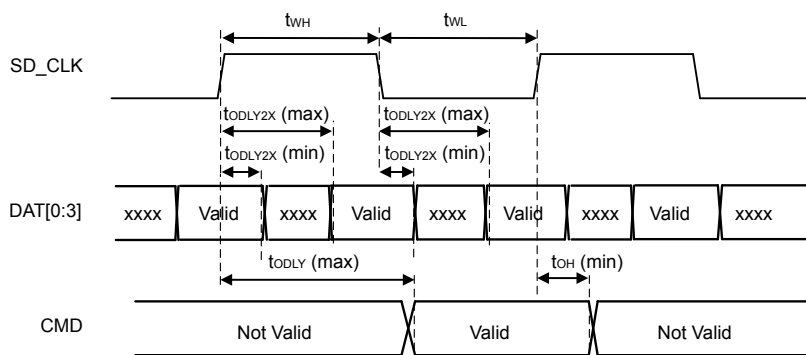 tWH tWL
SD_CLK
tODLY2X (max) tODLY2X (max)
tODLY2X (min) tODLY2X (min)
DAT[0:3] xxxx Valid xxxx Valid xxxx Valid xxxx Valid xxxx
tODLY (max) tOH (min)
CMD Not Valid Valid Not Valid